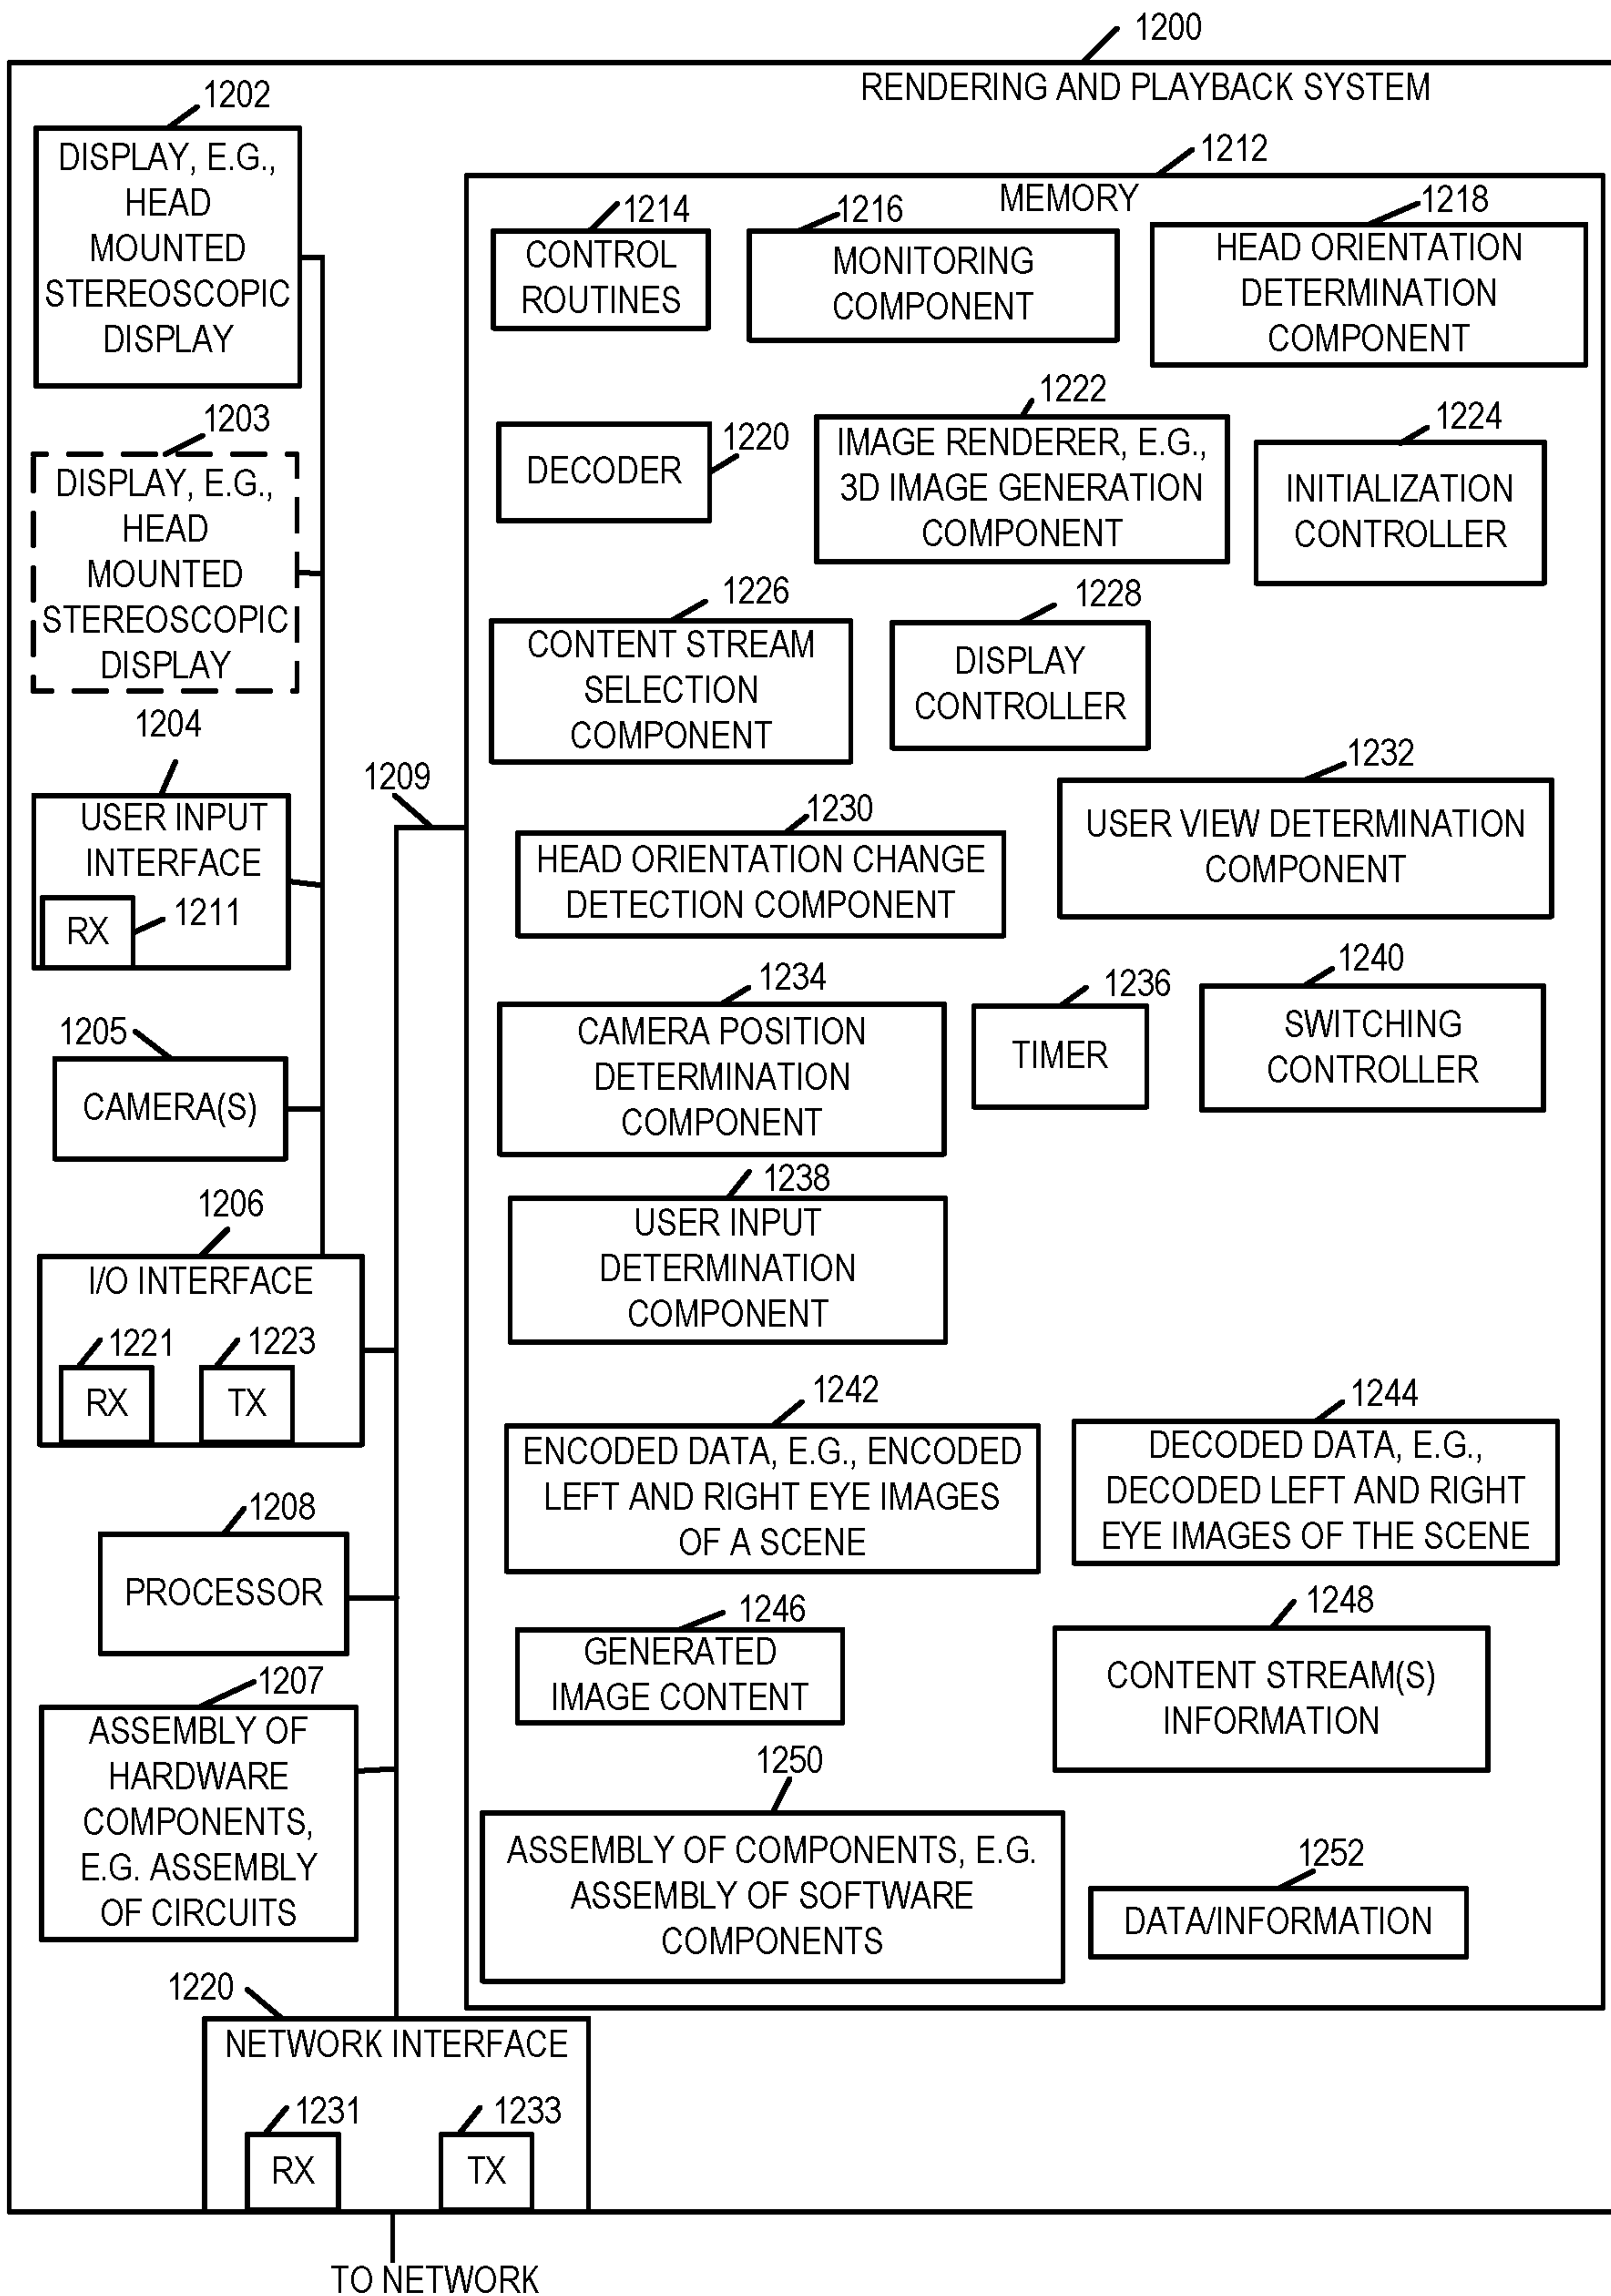 1200
RENDERING AND PLAYBACK SYSTEM
1202
DISPLAY, E.G.,
HEAD
MOUNTED
STEREOSCOPIC
DISPLAY
1203
DISPLAY, E.G.,
HEAD
MOUNTED
STEREOSCOPIC
DISPLAY
1204
USER INPUT
INTERFACE
RX
1211
1205
CAMERA(S)
1206
I/O INTERFACE
1221
1223
RX
TX
1208
PROCESSOR
1207
ASSEMBLY OF
HARDWARE
COMPONENTS,
E.G. ASSEMBLY
OF CIRCUITS
1220
NETWORK INTERFACE
1231
1233
RX
TX
TO NETWORK
1209
1212
MEMORY
1214
CONTROL
ROUTINES
1216
MONITORING
COMPONENT
1218
HEAD ORIENTATION
DETERMINATION
COMPONENT
DECODER
1220
1222
IMAGE RENDERER, E.G.,
3D IMAGE GENERATION
COMPONENT
1224
INITIALIZATION
CONTROLLER
1226
CONTENT STREAM
SELECTION
COMPONENT
1228
DISPLAY
CONTROLLER
1230
HEAD ORIENTATION CHANGE
DETECTION COMPONENT
1232
USER VIEW DETERMINATION
COMPONENT
1234
CAMERA POSITION
DETERMINATION
COMPONENT
1236
TIMER
1240
SWITCHING
CONTROLLER
1238
USER INPUT
DETERMINATION
COMPONENT
1242
ENCODED DATA, E.G., ENCODED
LEFT AND RIGHT EYE IMAGES
OF A SCENE
1244
DECODED DATA, E.G.,
DECODED LEFT AND RIGHT
EYE IMAGES OF THE SCENE
1246
GENERATED
IMAGE CONTENT
1248
CONTENT STREAM(S)
INFORMATION
1250
ASSEMBLY OF COMPONENTS, E.G.
ASSEMBLY OF SOFTWARE
COMPONENTS
1252
DATA/INFORMATION